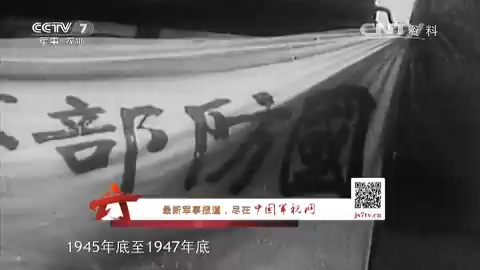 CCTV 7
军事·农业
CNTV 资料
國防部
最新军事报道，尽在中国军视网
js7tv.cn
1945年底至1947年底